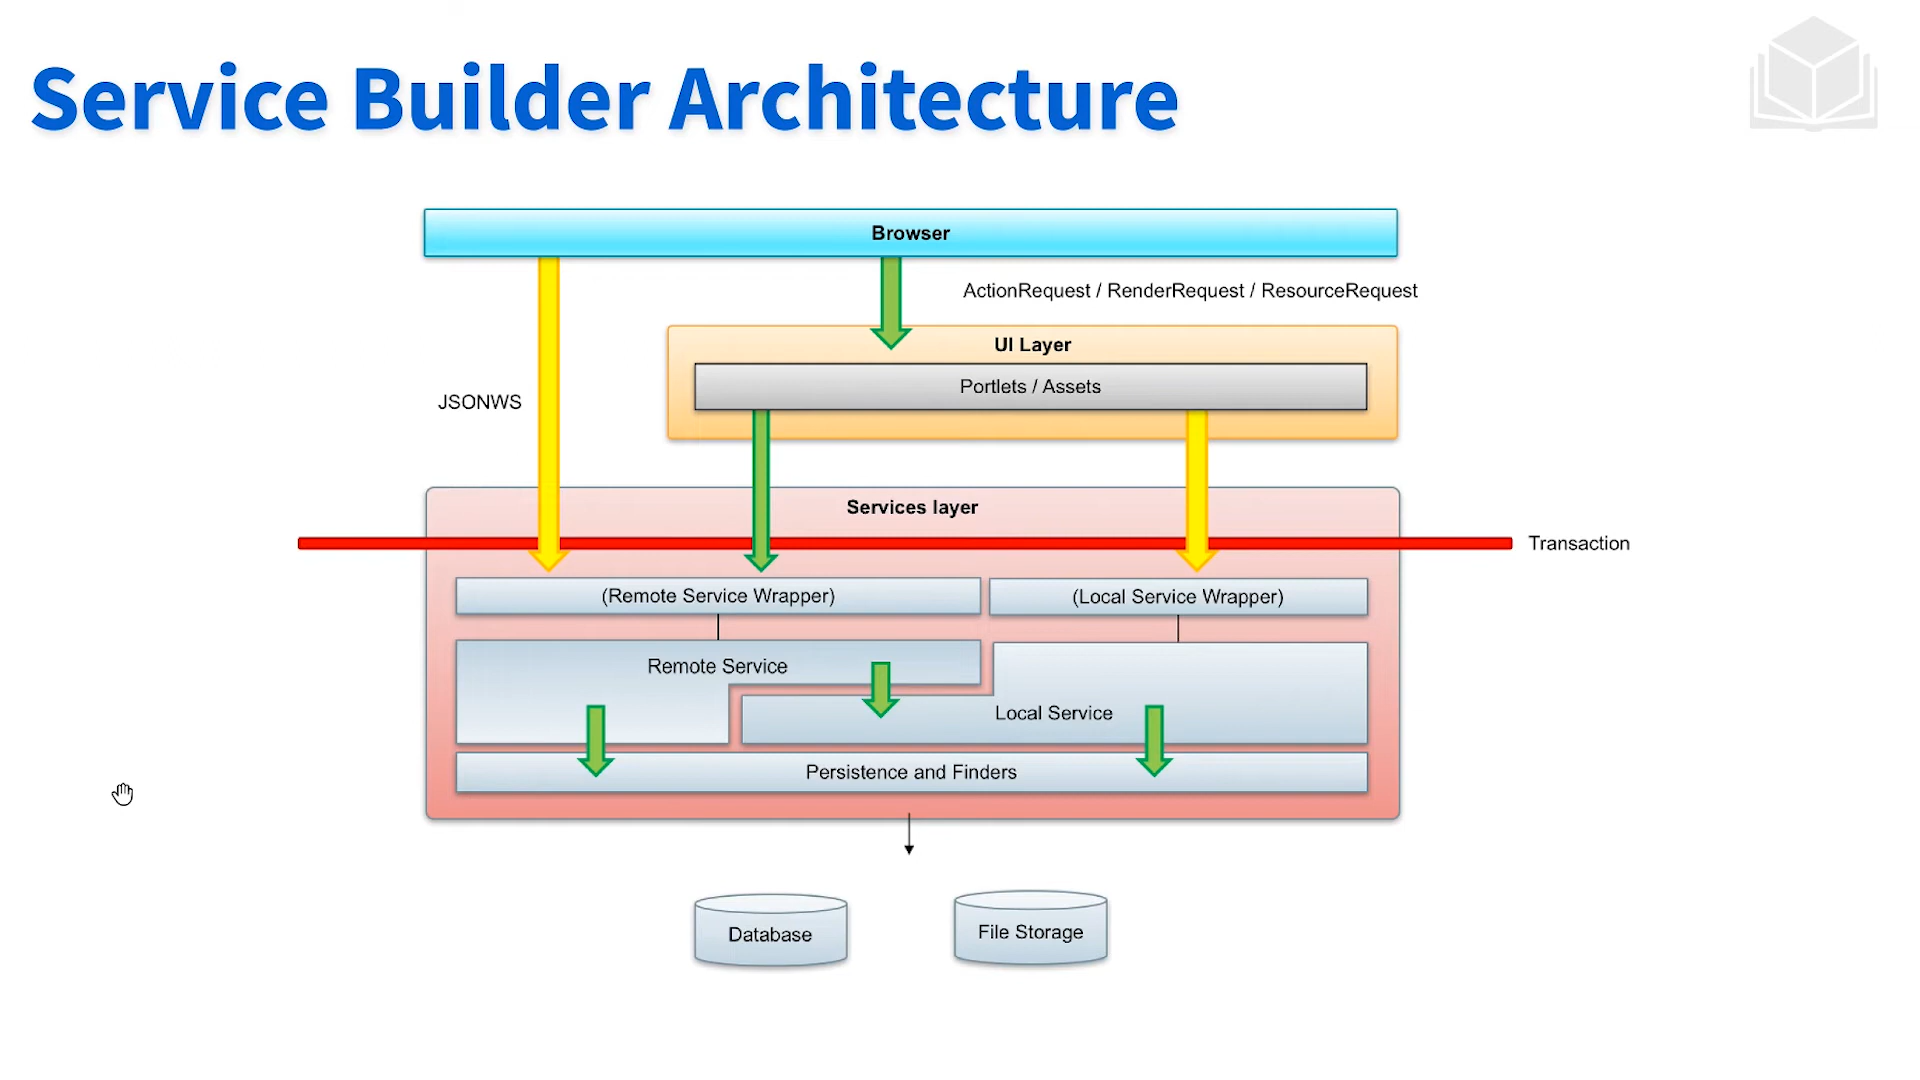 Service Builder Architecture
Browser
ActionRequest / RenderRequest / ResourceRequest
UI Layer
Portlets / Assets
JSONWS
Services layer
Transaction
(Remote Service Wrapper)
(Local Service Wrapper)
Remote Service
Local Service
Persistence and Finders
Database
File Storage